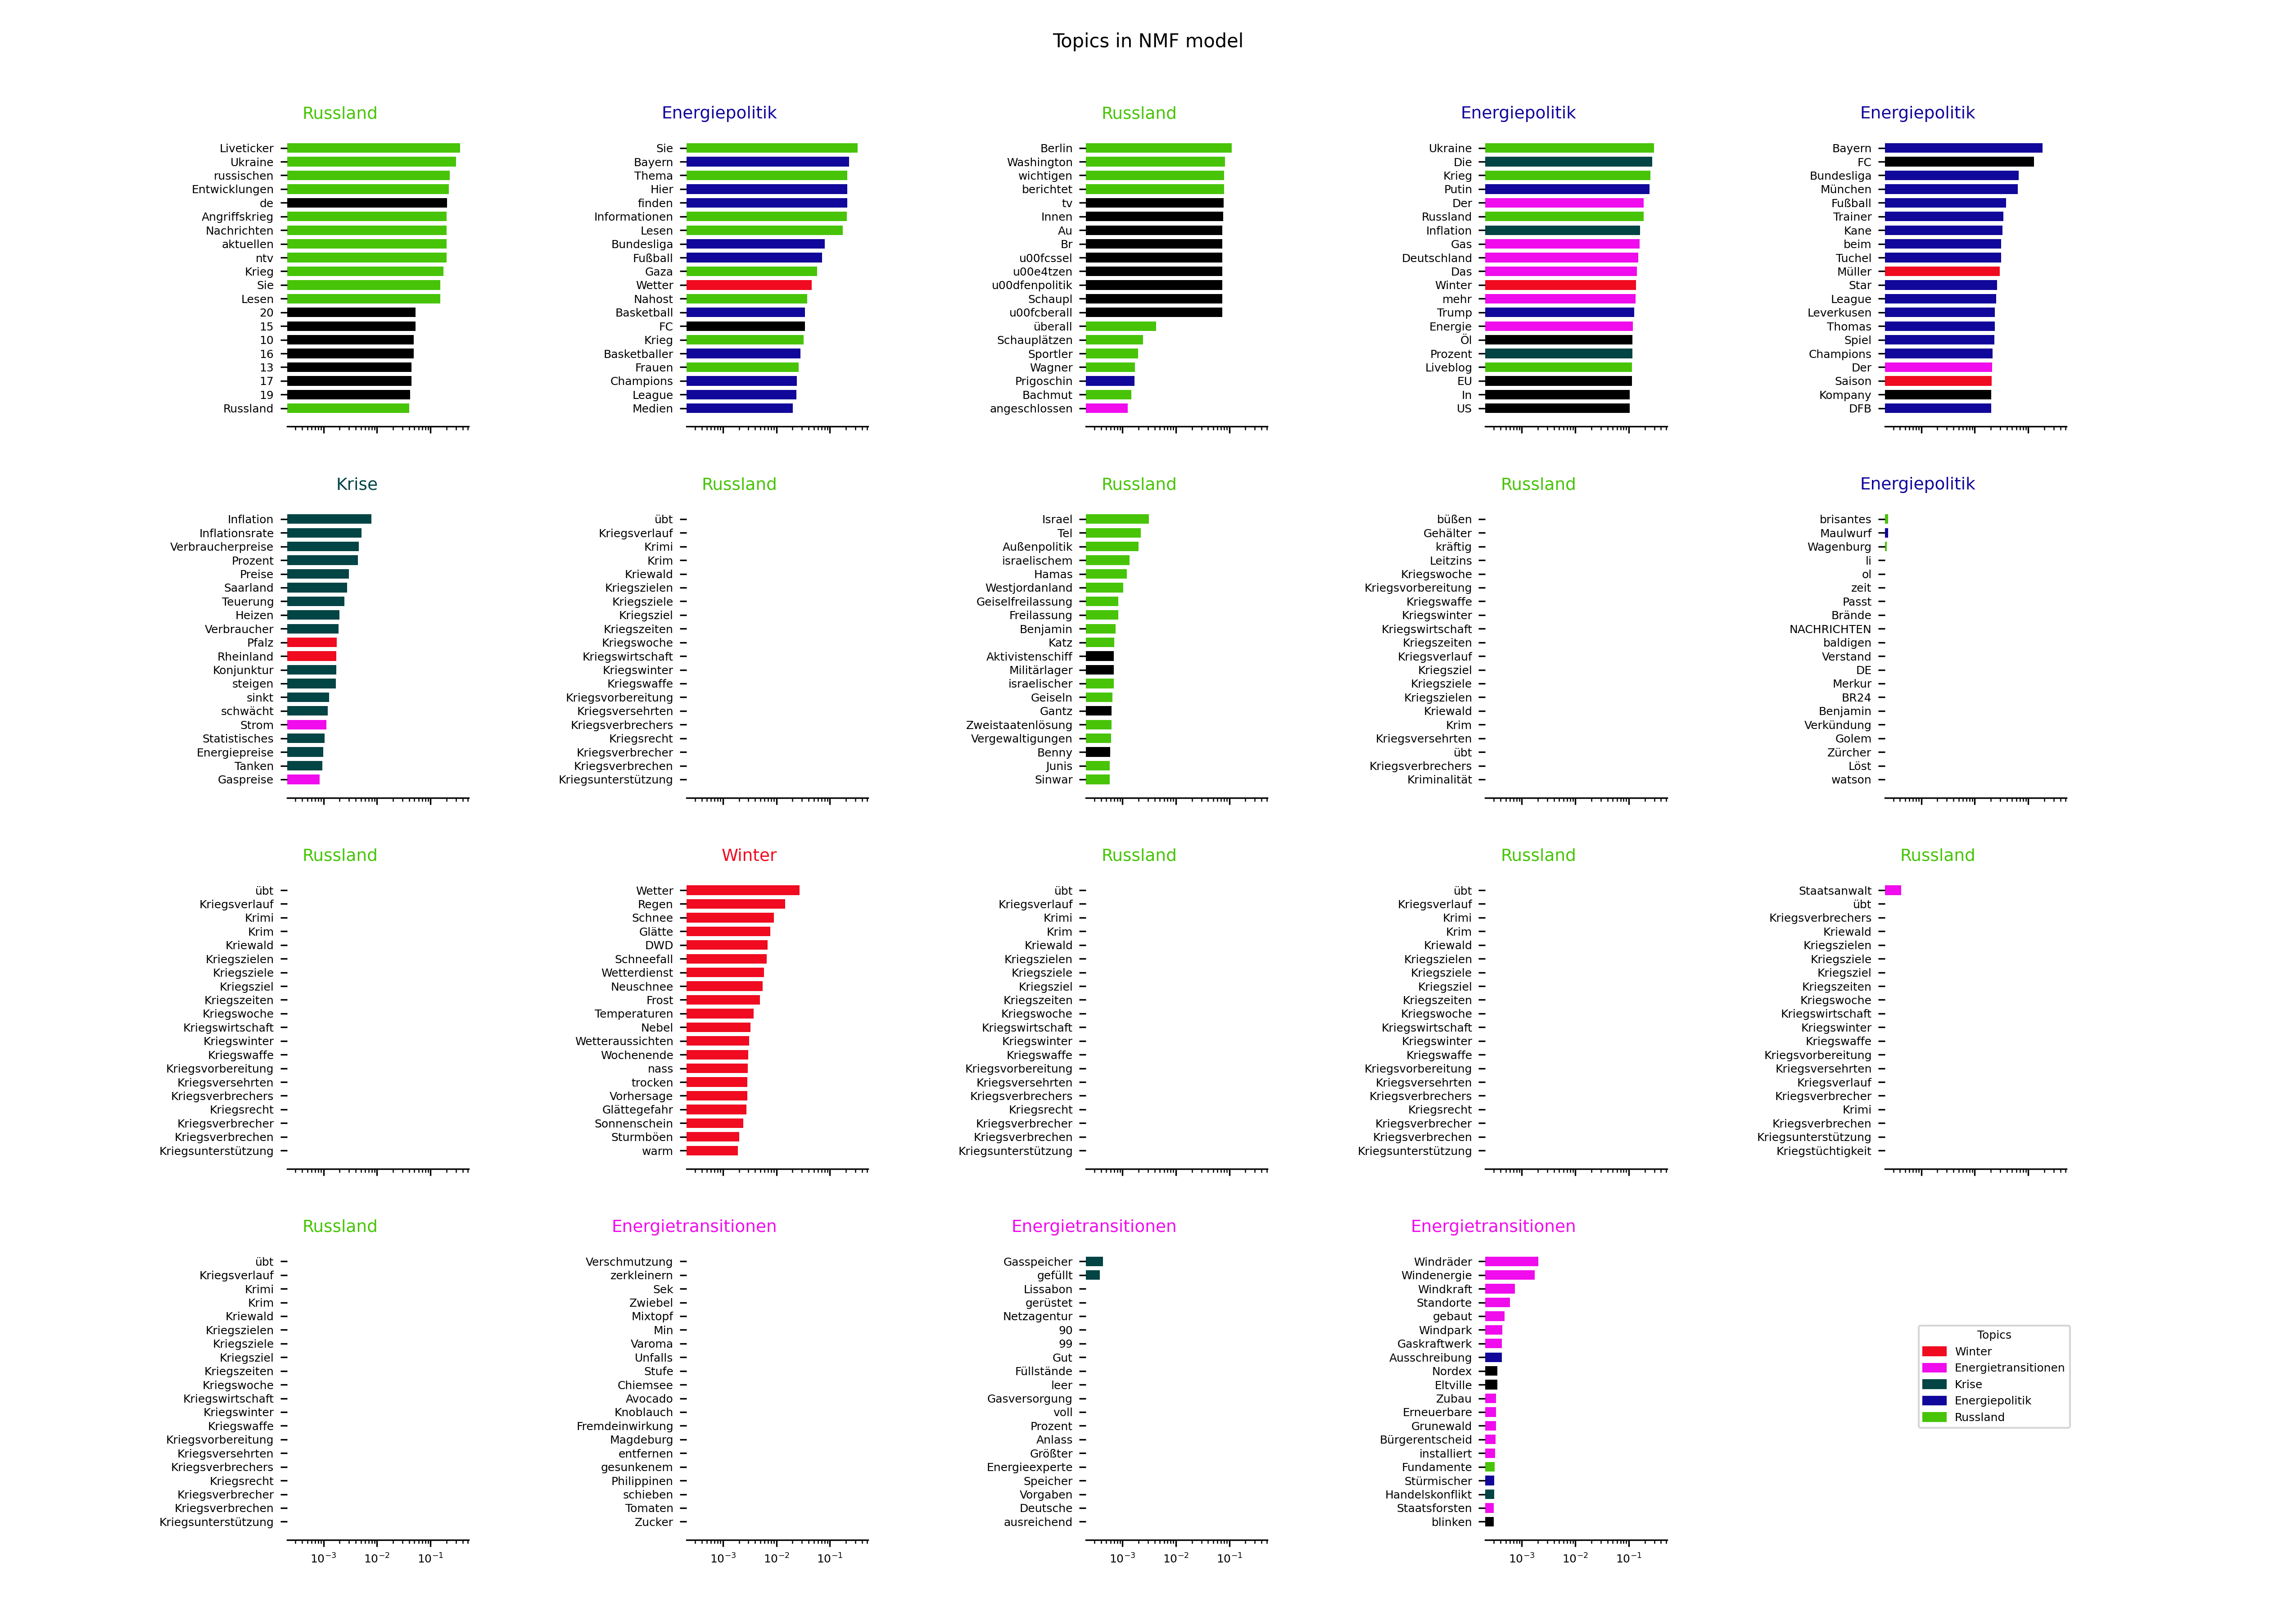 Topics in NMF model
Russland
Liveticker
Ukraine
russischen
Entwicklungen
de
Angriffskrieg
Nachrichten
aktuellen
ntv
Krieg
Sie
Lesen
20
15
10
16
13
17
19
Russland
Energiepolitik
Sie
Bayern
Thema
Hier
finden
Informationen
Lesen
Bundesliga
Fußball
Gaza
Wetter
Nahost
Basketball
FC
Krieg
Basketballer
Frauen
Champions
League
Medien
Russland
Berlin
Washington
wichtigen
berichtet
tv
Innen
Au
Br
u00fcssel
u00e4tzen
u00dfenpolitik
Schaupl
u00fcberall
überall
Schauplätzen
Sportler
Wagner
Prigoschin
Bachmut
angeschlossen
Energiepolitik
Ukraine
Die
Krieg
Putin
Der
Russland
Inflation
Gas
Deutschland
Das
Winter
mehr
Trump
Energie
Öl
Prozent
Liveblog
EU
In
US
Energiepolitik
Bayern
FC
Bundesliga
München
Fußball
Trainer
Kane
beim
Tuchel
Müller
Star
League
Leverkusen
Thomas
Spiel
Champions
Der
Saison
Kompany
DFB
Krise
Inflation
Inflationsrate
Verbraucherpreise
Prozent
Preise
Saarland
Teuerung
Heizen
Verbraucher
Pfalz
Rheinland
Konjunktur
steigen
sinkt
schwächt
Strom
Statistisches
Energiepreise
Tanken
Gaspreise
Russland
übt
Kriegsverlauf
Krimi
Krim
Kriewald
Kriegszielen
Kriegsziele
Kriegsziel
Kriegszeiten
Kriegswoche
Kriegswirtschaft
Kriegswinter
Kriegswaffe
Kriegsvorbereitung
Kriegsversehrten
Kriegsverbrechers
Kriegsrecht
Kriegsverbrecher
Kriegsverbrechen
Kriegsunterstützung
Russland
Israel
Tel
Außenpolitik
israelischem
Hamas
Westjordanland
Geiselfreilassung
Freilassung
Benjamin
Katz
Aktivistenschiff
Militärlager
israelischer
Geiseln
Gantz
Zweistaatenlösung
Vergewaltigungen
Benny
Junis
Sinwar
Russland
büßen
Gehälter
kräftig
Leitzins
Kriegswoche
Kriegsvorbereitung
Kriegswaffe
Kriegswinter
Kriegswirtschaft
Kriegszeiten
Kriegsverlauf
Kriegsziel
Kriegsziele
Kriegszielen
Kriewald
Krim
Kriegsversehrten
übt
Kriegsverbrechers
Kriminalität
Energiepolitik
brisantes
Maulwurf
Wagenburg
li
ol
zeit
Passt
Brände
NACHRICHTEN
baldigen
Verstand
DE
Merkur
BR24
Benjamin
Verkündung
Golem
Zürcher
Löst
watson
Russland
übt
Kriegsverlauf
Krimi
Krim
Kriewald
Kriegszielen
Kriegsziele
Kriegsziel
Kriegszeiten
Kriegswoche
Kriegswirtschaft
Kriegswinter
Kriegswaffe
Kriegsvorbereitung
Kriegsversehrten
Kriegsverbrechers
Kriegsrecht
Kriegsverbrecher
Kriegsverbrechen
Kriegsunterstützung
Winter
Wetter
Regen
Schnee
Glätte
DWD
Schneefall
Wetterdienst
Neuschnee
Frost
Temperaturen
Nebel
Wetteraussichten
Wochenende
nass
trocken
Vorhersage
Glättegefahr
Sonnenschein
Sturmböen
warm
Russland
übt
Kriegsverlauf
Krimi
Krim
Kriewald
Kriegszielen
Kriegsziele
Kriegsziel
Kriegszeiten
Kriegswoche
Kriegswirtschaft
Kriegswinter
Kriegswaffe
Kriegsvorbereitung
Kriegsversehrten
Kriegsverbrechers
Kriegsrecht
Kriegsverbrecher
Kriegsverbrechen
Kriegsunterstützung
Russland
übt
Kriegsverlauf
Krimi
Krim
Kriewald
Kriegszielen
Kriegsziele
Kriegsziel
Kriegszeiten
Kriegswoche
Kriegswirtschaft
Kriegswinter
Kriegswaffe
Kriegsvorbereitung
Kriegsversehrten
Kriegsverbrechers
Kriegsrecht
Kriegsverbrecher
Kriegsverbrechen
Kriegsunterstützung
Russland
Staatsanwalt
übt
Kriegsverbrechers
Kriewald
Kriegszielen
Kriegsziele
Kriegsziel
Kriegszeiten
Kriegswoche
Kriegswirtschaft
Kriegswinter
Kriegswaffe
Kriegsvorbereitung
Kriegsversehrten
Kriegsverlauf
Kriegsverbrecher
Krimi
Kriegsverbrechen
Kriegsunterstützung
Kriegstüchtigkeit
Russland
übt
Kriegsverlauf
Krimi
Krim
Kriewald
Kriegszielen
Kriegsziele
Kriegsziel
Kriegszeiten
Kriegswoche
Kriegswirtschaft
Kriegswinter
Kriegswaffe
Kriegsvorbereitung
Kriegsversehrten
Kriegsverbrechers
Kriegsrecht
Kriegsverbrecher
Kriegsverbrechen
Kriegsunterstützung
10⁻³ 10⁻² 10⁻¹
Energietransitionen
Verschmutzung
zerkleinern
Sek
Zwiebel
Mixtopf
Min
Varoma
Unfalls
Stufe
Chiemsee
Avocado
Knoblauch
Fremdeinwirkung
Magdeburg
entfernen
gesunkenem
Philippinen
schieben
Tomaten
Zucker
10⁻³ 10⁻² 10⁻¹
Energietransitionen
Gasspeicher
gefüllt
Lissabon
gerüstet
Netzagentur
90
99
Gut
Füllstände
leer
Gasversorgung
voll
Prozent
Anlass
Größter
Energieexperte
Speicher
Vorgaben
Deutsche
ausreichend
10⁻³ 10⁻² 10⁻¹
Energietransitionen
Windräder
Windenergie
Windkraft
Standorte
gebaut
Windpark
Gaskraftwerk
Ausschreibung
Nordex
Eltville
Zubau
Erneuerbare
Grunewald
Bürgerentscheid
installiert
Fundamente
Stürmischer
Handelskonflikt
Staatsforsten
blinken
10⁻³ 10⁻² 10⁻¹
Topics
Winter
Energietransitionen
Krise
Energiepolitik
Russland